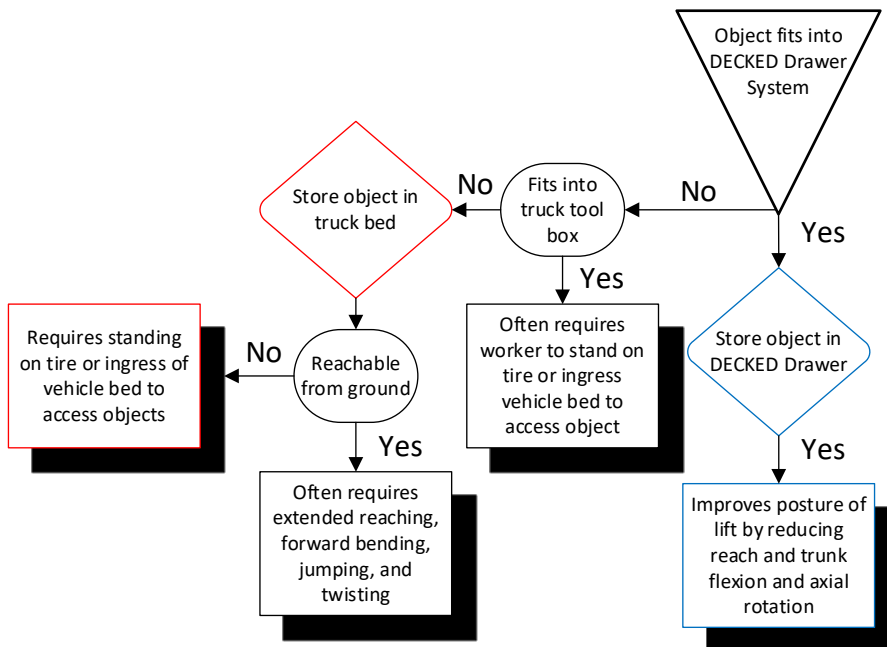 Object fits into
DECKED Drawer
System
No
Yes
Fits into
truck tool
box
No
Yes
Store object in
truck bed
Store object in
DECKED Drawer
Yes
Reachable
from ground
No
Yes
Requires standing
on tire or ingress of
vehicle bed to
access objects
Often requires
worker to stand on
tire or ingress
vehicle bed to
access object
Often requires
extended reaching,
forward bending,
jumping, and
twisting
Improves posture of
lift by reducing
reach and trunk
flexion and axial
rotation